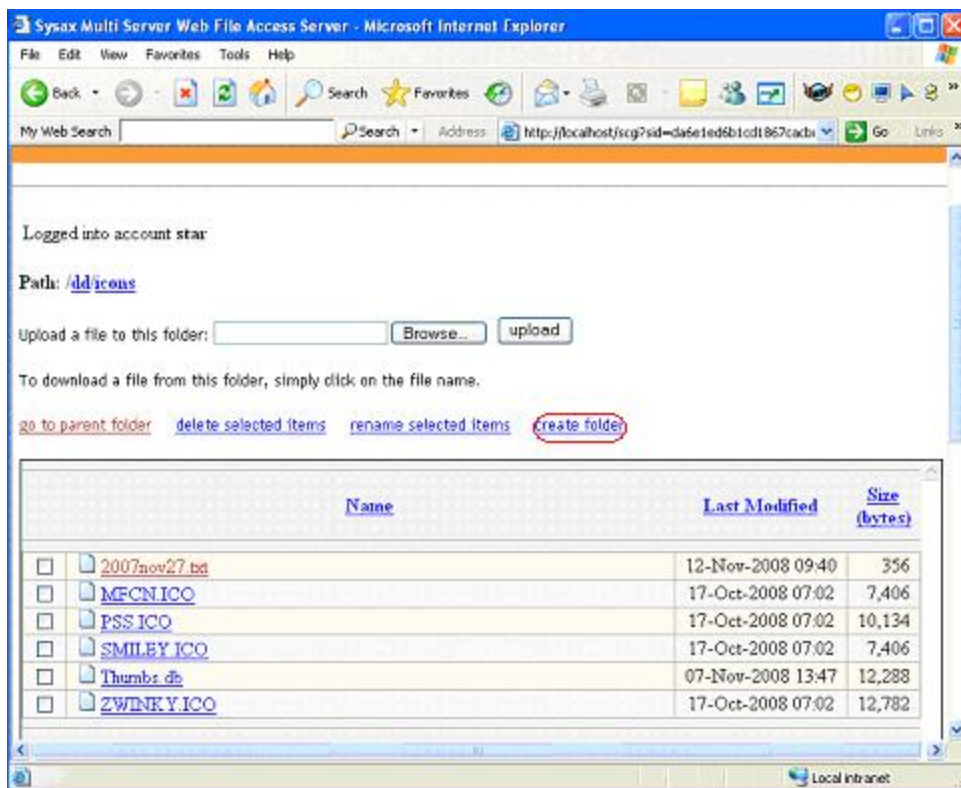 Sysax Multi Server Web File Access Server - Microsoft Internet Explorer
File Edit View Favorites Tools Help
Back Search Favorites
My Web Search Search Address http://localhost/scgi?sid=da6e1ed6b1cd1867cacb Go Links
Logged into account star
Path: /dd/icons
Upload a file to this folder: Browse... upload
To download a file from this folder, simply click on the file name.
go to parent folder delete selected items rename selected items create folder
Name Last Modified Size (bytes)
2007nov27.txt 12-Nov-2008 09:40 356
MFCN.ICO 17-Oct-2008 07:02 7,406
PSS.ICO 17-Oct-2008 07:02 10,134
SMILEY.ICO 17-Oct-2008 07:02 7,406
Thumbs.db 07-Nov-2008 13:47 12,288
ZWINKY.ICO 17-Oct-2008 07:02 12,782
Local intranet